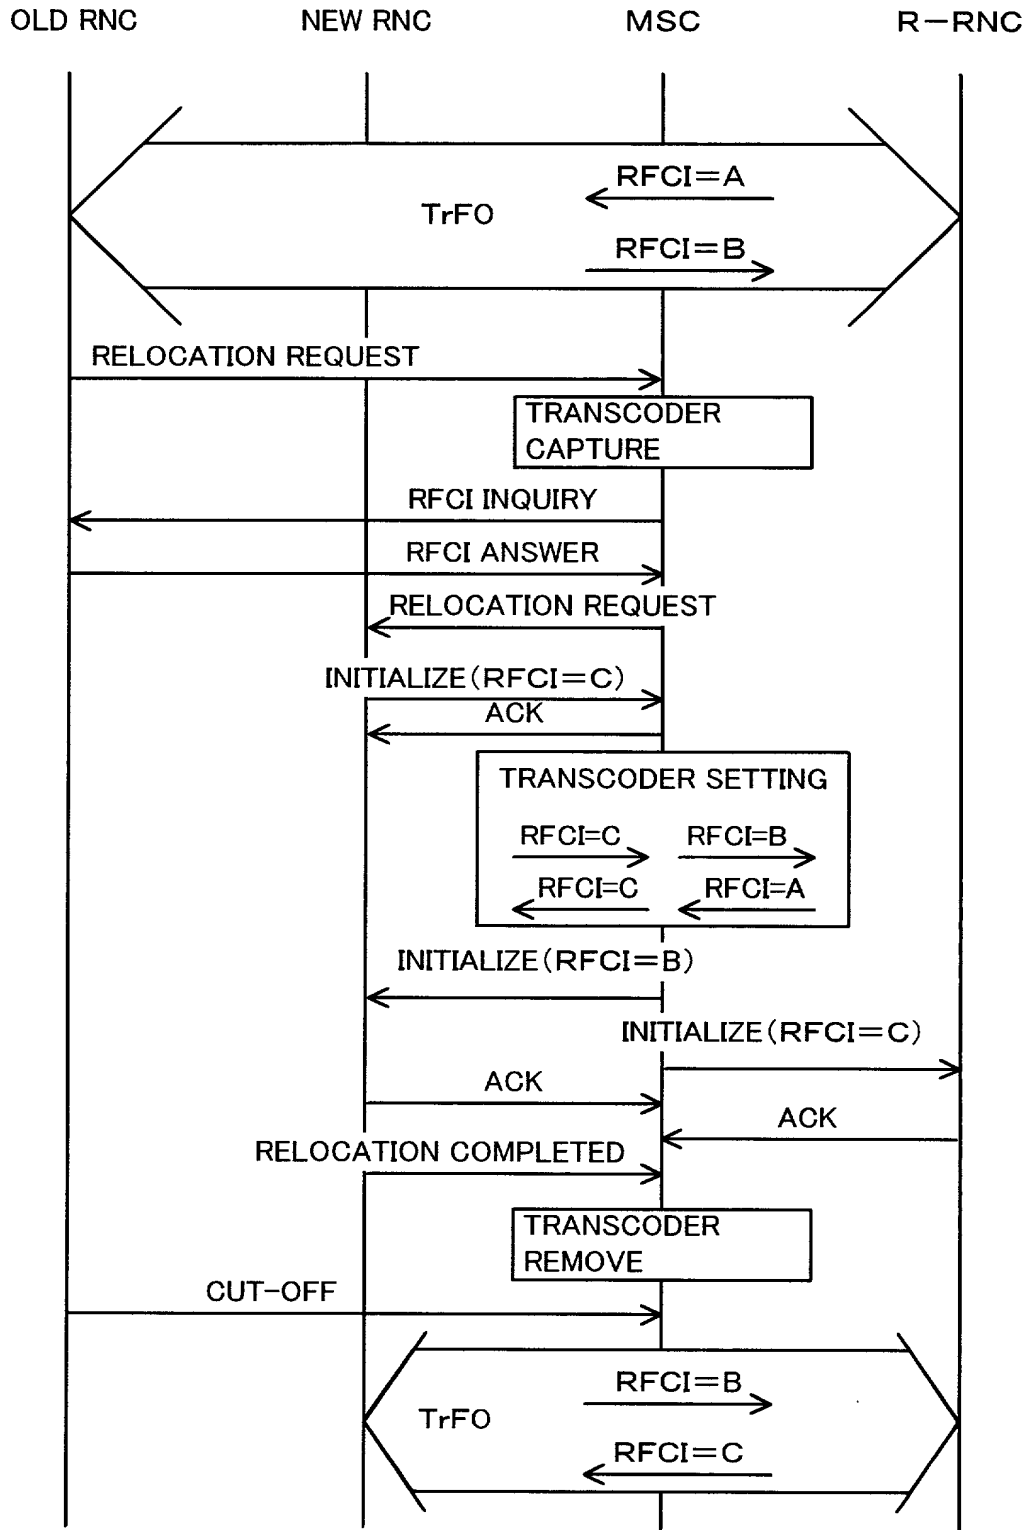 OLD RNC NEW RNC MSC R-RNC
RFCI=A
TrFO
RFCI=B
RELOCATION REQUEST
TRANSCODER
CAPTURE
RFCI INQUIRY
RFCI ANSWER
RELOCATION REQUEST
INITIALIZE(RFCI=C)
ACK
TRANSCODER SETTING
RFCI=C RFCI=B
RFCI=C RFCI=A
INITIALIZE(RFCI=B)
INITIALIZE(RFCI=C)
ACK
ACK
RELOCATION COMPLETED
TRANSCODER
REMOVE
CUT-OFF
RFCI=B
TrFO
RFCI=C